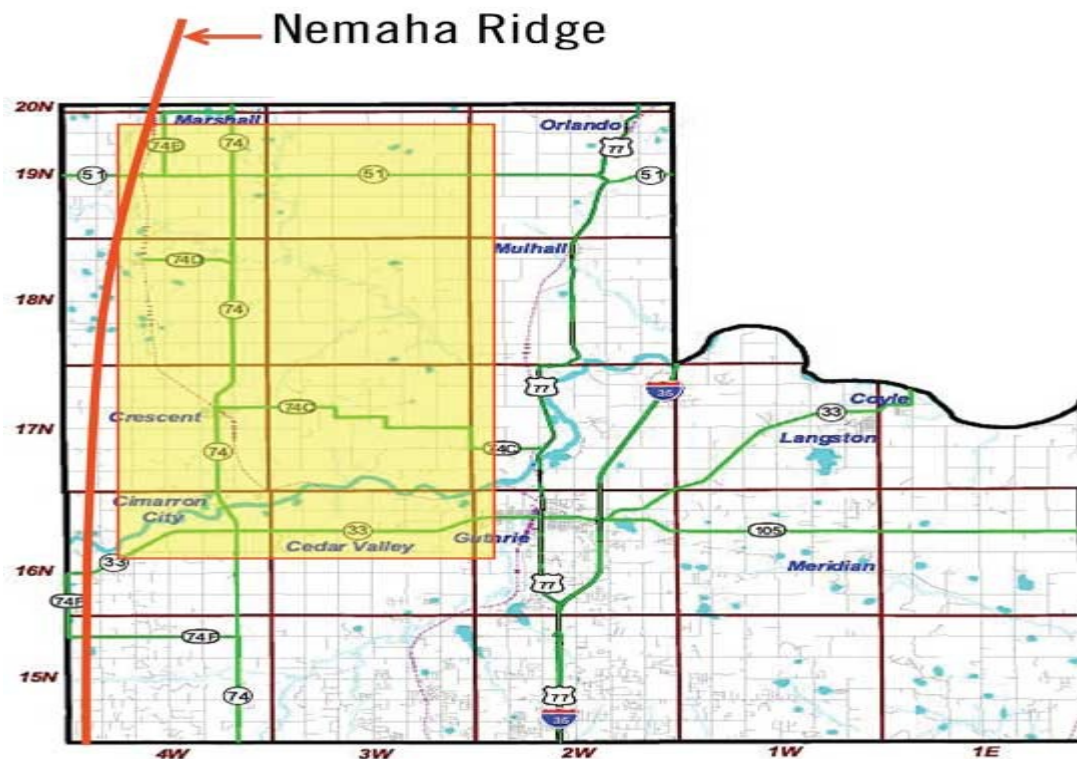 Nemaha Ridge
20N
Marshall
Orlando
74E
74
77
19N
51
51
51
Mulhall
74D
18N
74
77
35
Crescent
74C
33
Coyle
17N
74
74C
Langston
Cimarron
City
33
105
Cedar Valley
Guthrie
33
Meridian
16N
77
74F
74F
15N
74
77
35
4W
3W
2W
1W
1E